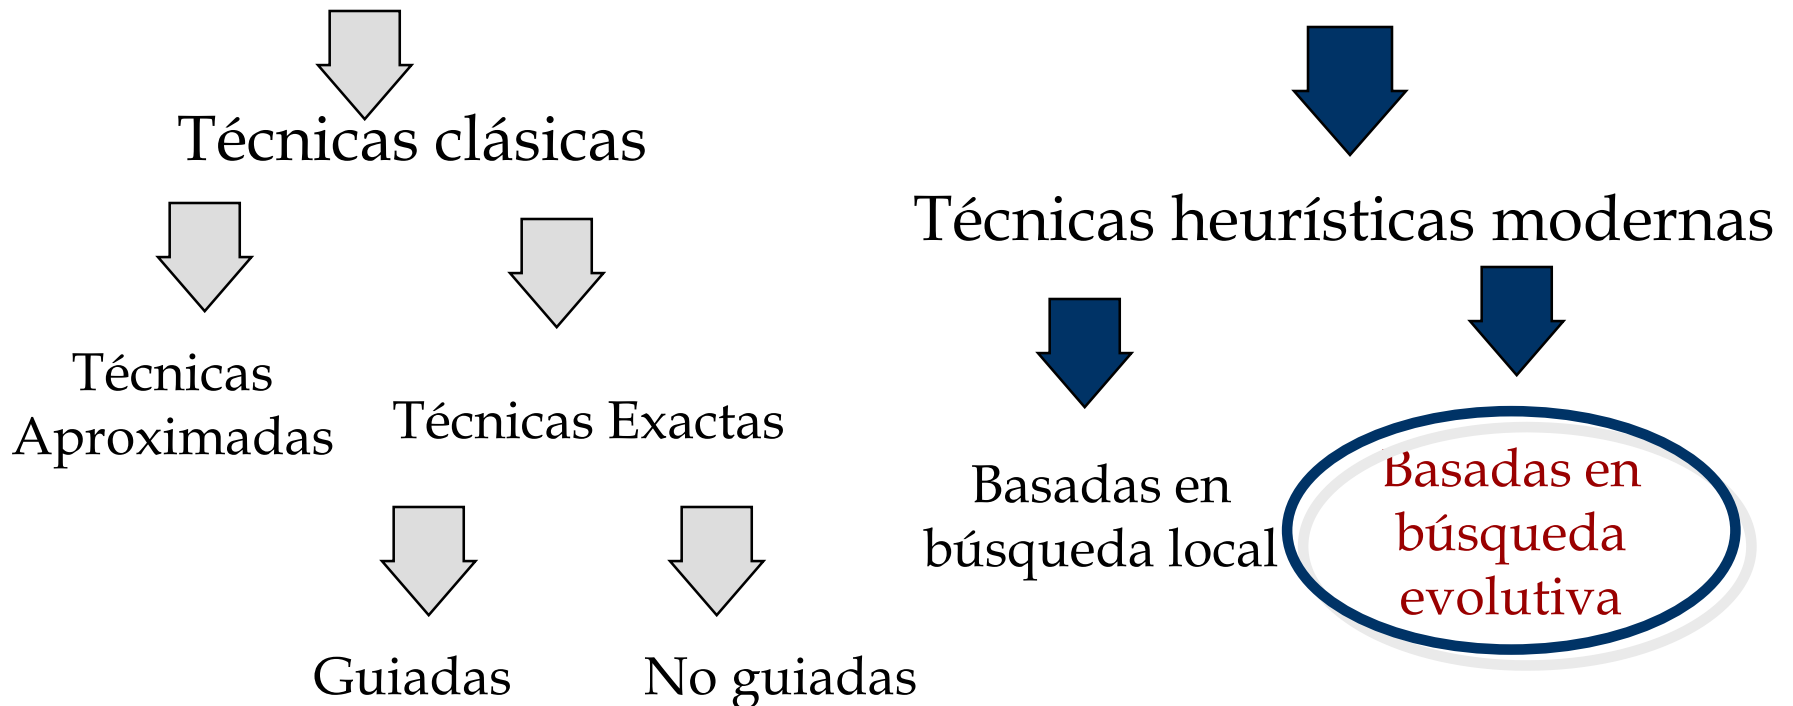 Técnicas clásicas
Técnicas heurísticas modernas
Técnicas
Aproximadas
Técnicas Exactas
Basadas en
búsqueda local
Basadas en
búsqueda
evolutiva
Guiadas
No guiadas